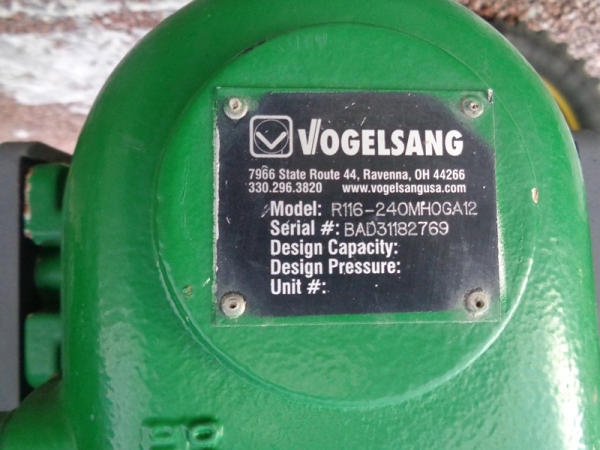 VOGELSANG
7966 State Route 44, Ravenna, OH 44266
330.296.3820 www.vogelsangusa.com
Model: R116-240MHOGA12
Serial #: BAD31182769
Design Capacity:
Design Pressure:
Unit #: